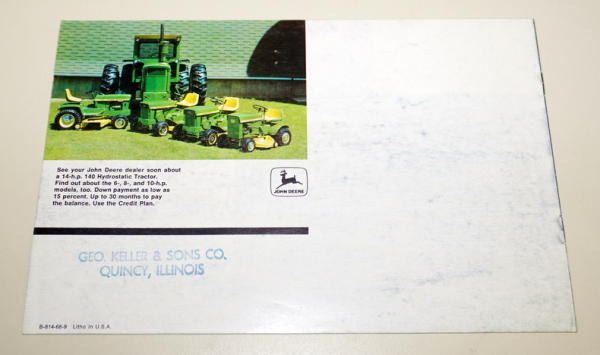 See your John Deere dealer soon about
a 14-h.p. 140 Hydrostatic Tractor.
Find out about the 6-, 8-, and 10-h.p.
models, too. Down payment as low as
15 percent. Up to 30 months to pay
the balance. Use the Credit Plan.
JOHN DEERE
GEO. KELLER & SONS CO.
QUINCY, ILLINOIS
B-814-68-9 Litho in U.S.A.